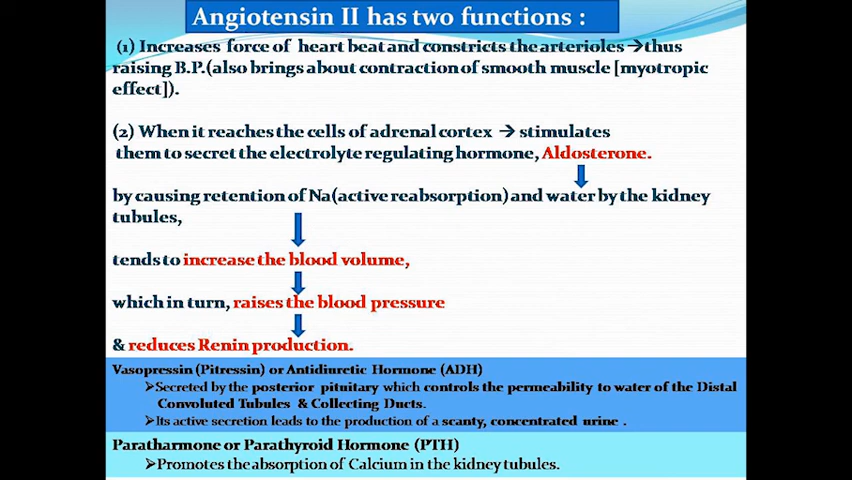 Angiotensin II has two functions :
(1) Increases force of heart beat and constricts the arterioles →thus
raising B.P.(also brings about contraction of smooth muscle [myotropic
effect]).
(2) When it reaches the cells of adrenal cortex → stimulates
them to secret the electrolyte regulating hormone, Aldosterone.
by causing retention of Na(active reabsorption) and water by the kidney
tubules,
tends to increase the blood volume,
which in turn, raises the blood pressure
& reduces Renin production.
Vasopressin (Pitressin) or Antidiuretic Hormone (ADH)
➢Secreted by the posterior pituitary which controls the permeability to water of the Distal
Convoluted Tubules & Collecting Ducts.
➢Its active secretion leads to the production of a scanty, concentrated urine .
Paratharmone or Parathyroid Hormone (PTH)
➢Promotes the absorption of Calcium in the kidney tubules.